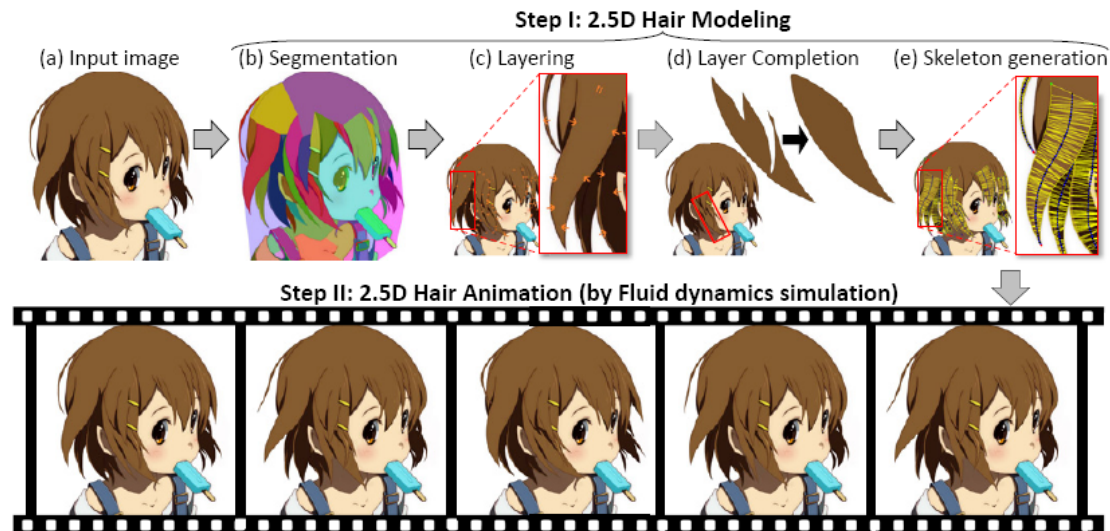 Step I: 2.5D Hair Modeling
(a) Input image
(b) Segmentation
(c) Layering
(d) Layer Completion
(e) Skeleton generation
Step II: 2.5D Hair Animation (by Fluid dynamics simulation)